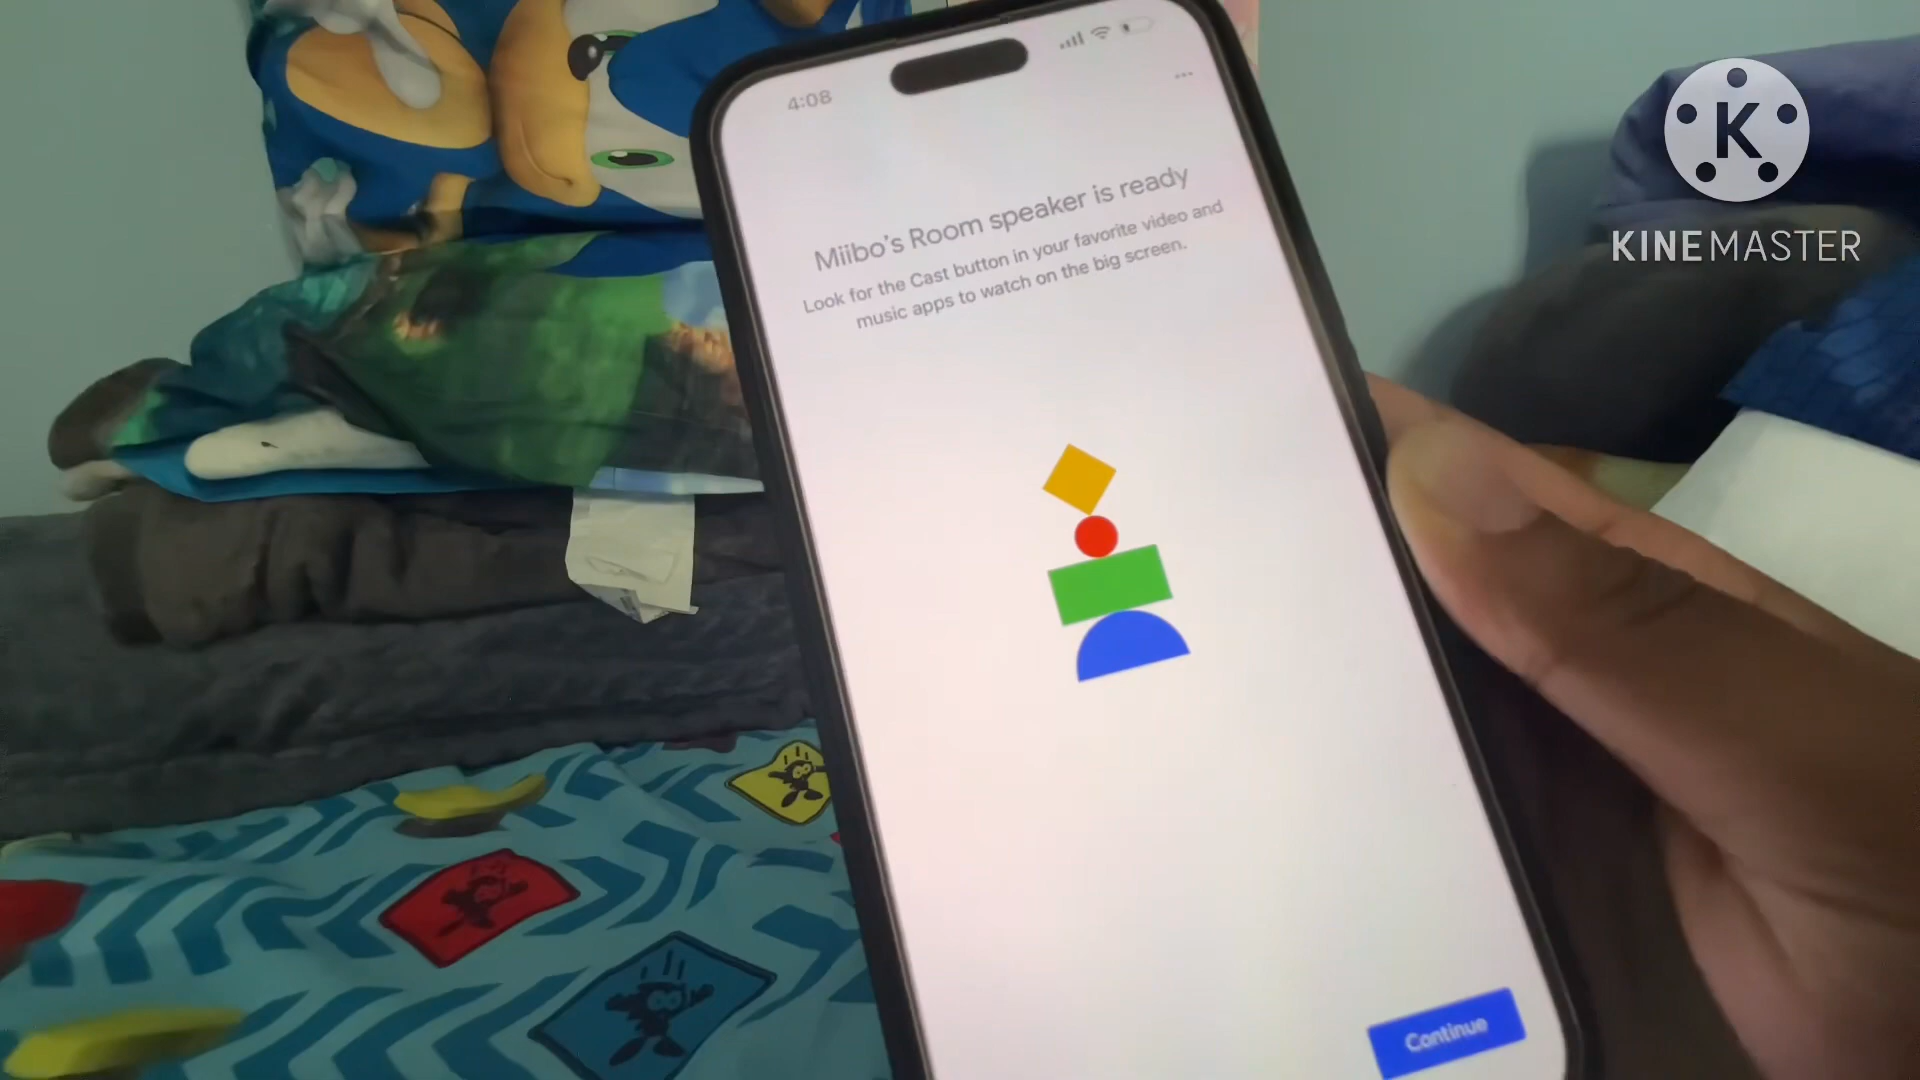 4:08
Miibo's Room speaker is ready
Look for the Cast button in your favorite video and
music apps to watch on the big screen.
Continue
K
KINEMASTER